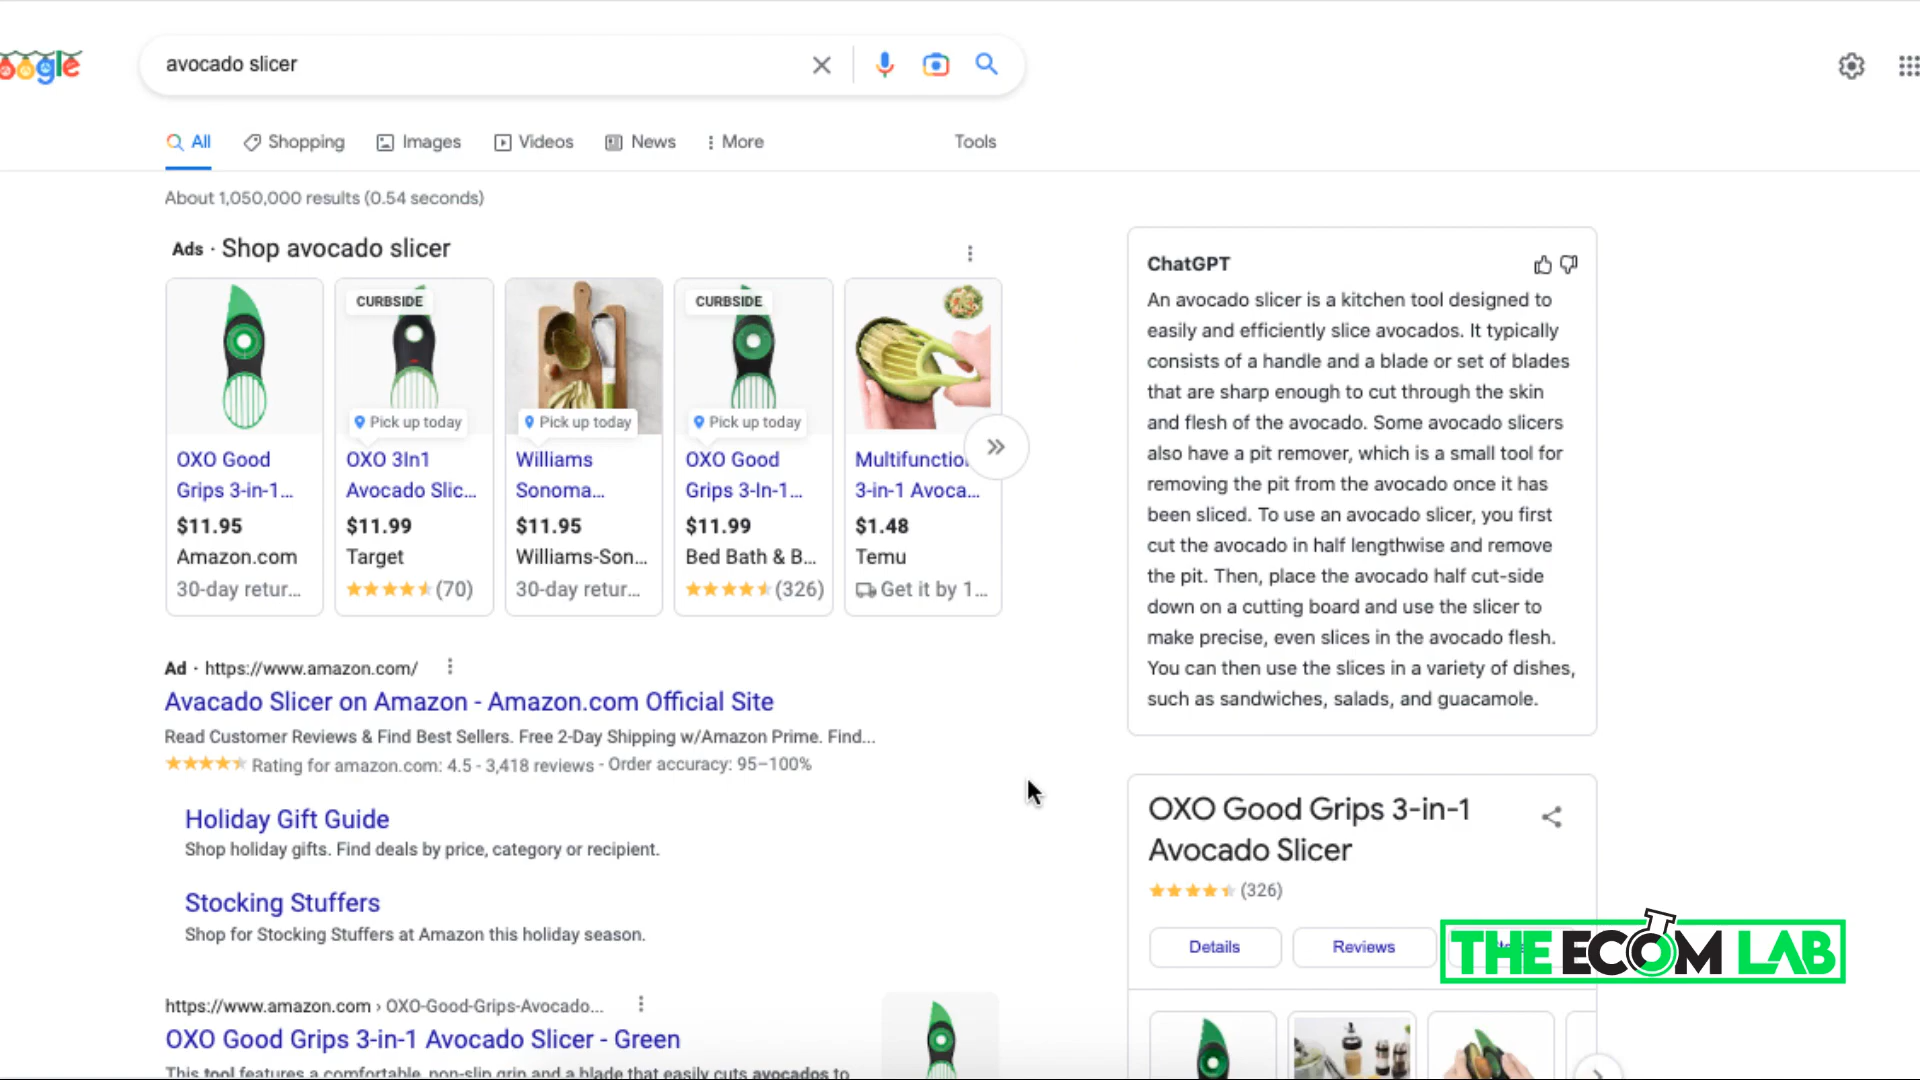 oogle
avocado slicer
All
Shopping
Images
Videos
News
More
Tools
About 1,050,000 results (0.54 seconds)
Ads · Shop avocado slicer
OXO Good
Grips 3-in-1...
$11.95
Amazon.com
30-day retur...
CURBSIDE
Pick up today
OXO 3In1
Avocado Slic...
$11.99
Target
(70)
Pick up today
Williams
Sonoma...
$11.95
Williams-Son...
30-day retur...
CURBSIDE
Pick up today
OXO Good
Grips 3-In-1...
$11.99
Bed Bath & B...
(326)
Multifunctio
3-in-1 Avoca...
$1.48
Temu
Get it by 1...
Ad · https://www.amazon.com/
Avacado Slicer on Amazon - Amazon.com Official Site
Read Customer Reviews & Find Best Sellers. Free 2-Day Shipping w/Amazon Prime. Find...
Rating for amazon.com: 4.5 - 3,418 reviews - Order accuracy: 95–100%
Holiday Gift Guide
Shop holiday gifts. Find deals by price, category or recipient.
Stocking Stuffers
Shop for Stocking Stuffers at Amazon this holiday season.
https://www.amazon.com › OXO-Good-Grips-Avocado...
OXO Good Grips 3-in-1 Avocado Slicer - Green
This tool features a comfortable, non-slip grip and a blade that easily cuts avocados to
ChatGPT
An avocado slicer is a kitchen tool designed to
easily and efficiently slice avocados. It typically
consists of a handle and a blade or set of blades
that are sharp enough to cut through the skin
and flesh of the avocado. Some avocado slicers
also have a pit remover, which is a small tool for
removing the pit from the avocado once it has
been sliced. To use an avocado slicer, you first
cut the avocado in half lengthwise and remove
the pit. Then, place the avocado half cut-side
down on a cutting board and use the slicer to
make precise, even slices in the avocado flesh.
You can then use the slices in a variety of dishes,
such as sandwiches, salads, and guacamole.
OXO Good Grips 3-in-1
Avocado Slicer
(326)
Details
Reviews
THE ECOM LAB